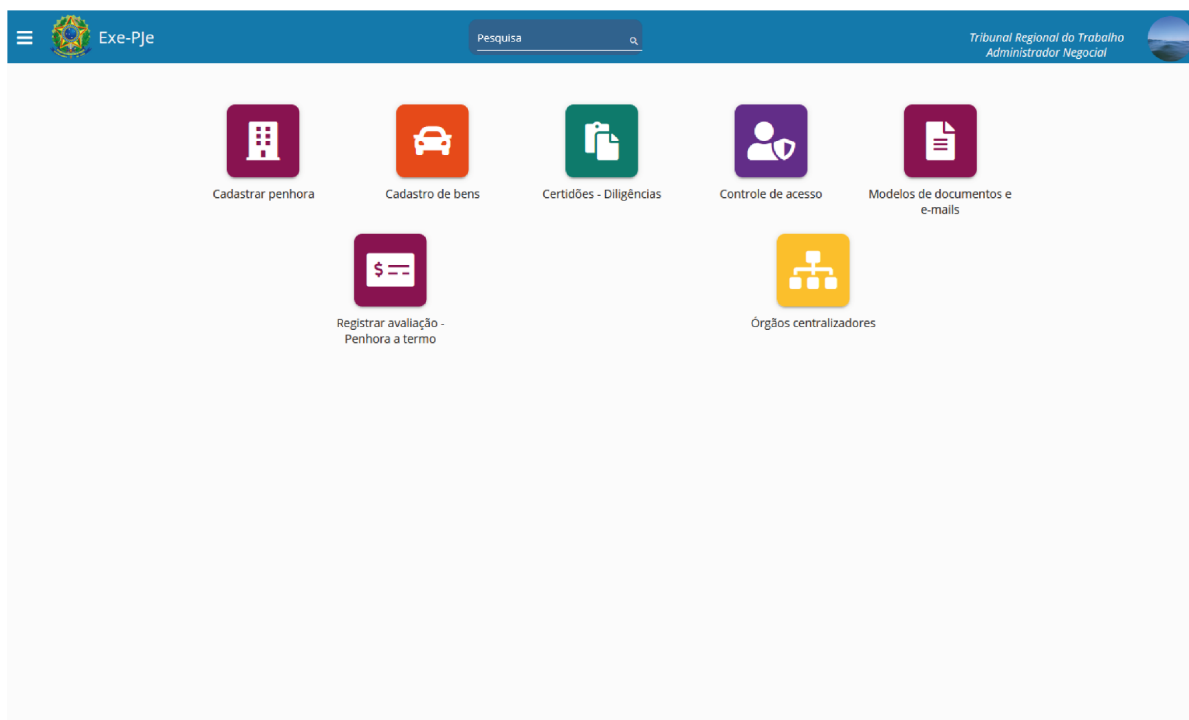 Exe-PJe
Pesquisa
Tribunal Regional do Trabalho
Administrador Negocial
Cadastrar penhora
Cadastro de bens
Certidões - Diligências
Controle de acesso
Modelos de documentos e
e-mails
$
Registrar avaliação -
Penhora a termo
Órgãos centralizadores